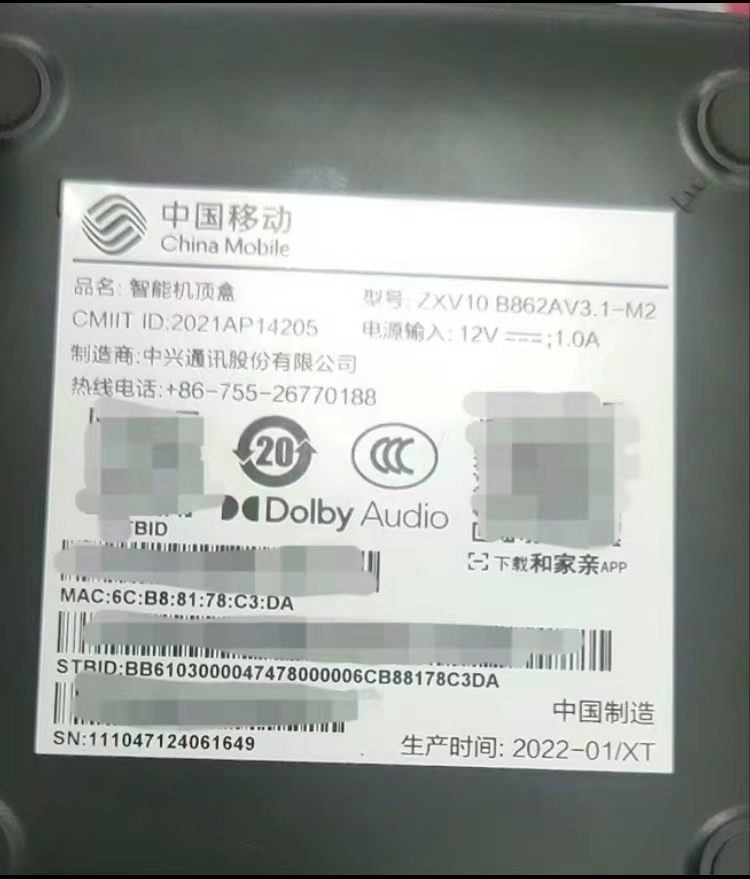 中国移动
China Mobile
品名: 智能机顶盒
型号: ZXV10 B862AV3.1-M2
CMIIT ID:2021AP14205
电源输入: 12V ⎓;1.0A
制造商:中兴通讯股份有限公司
热线电话:+86-755-26770188
20
CCC
Dolby Audio
TBID
下载和家亲APP
MAC:6C:B8:81:78:C3:DA
STBID:BB6103000047478000006CB88178C3DA
中国制造
SN:111047124061649
生产时间: 2022-01/XT